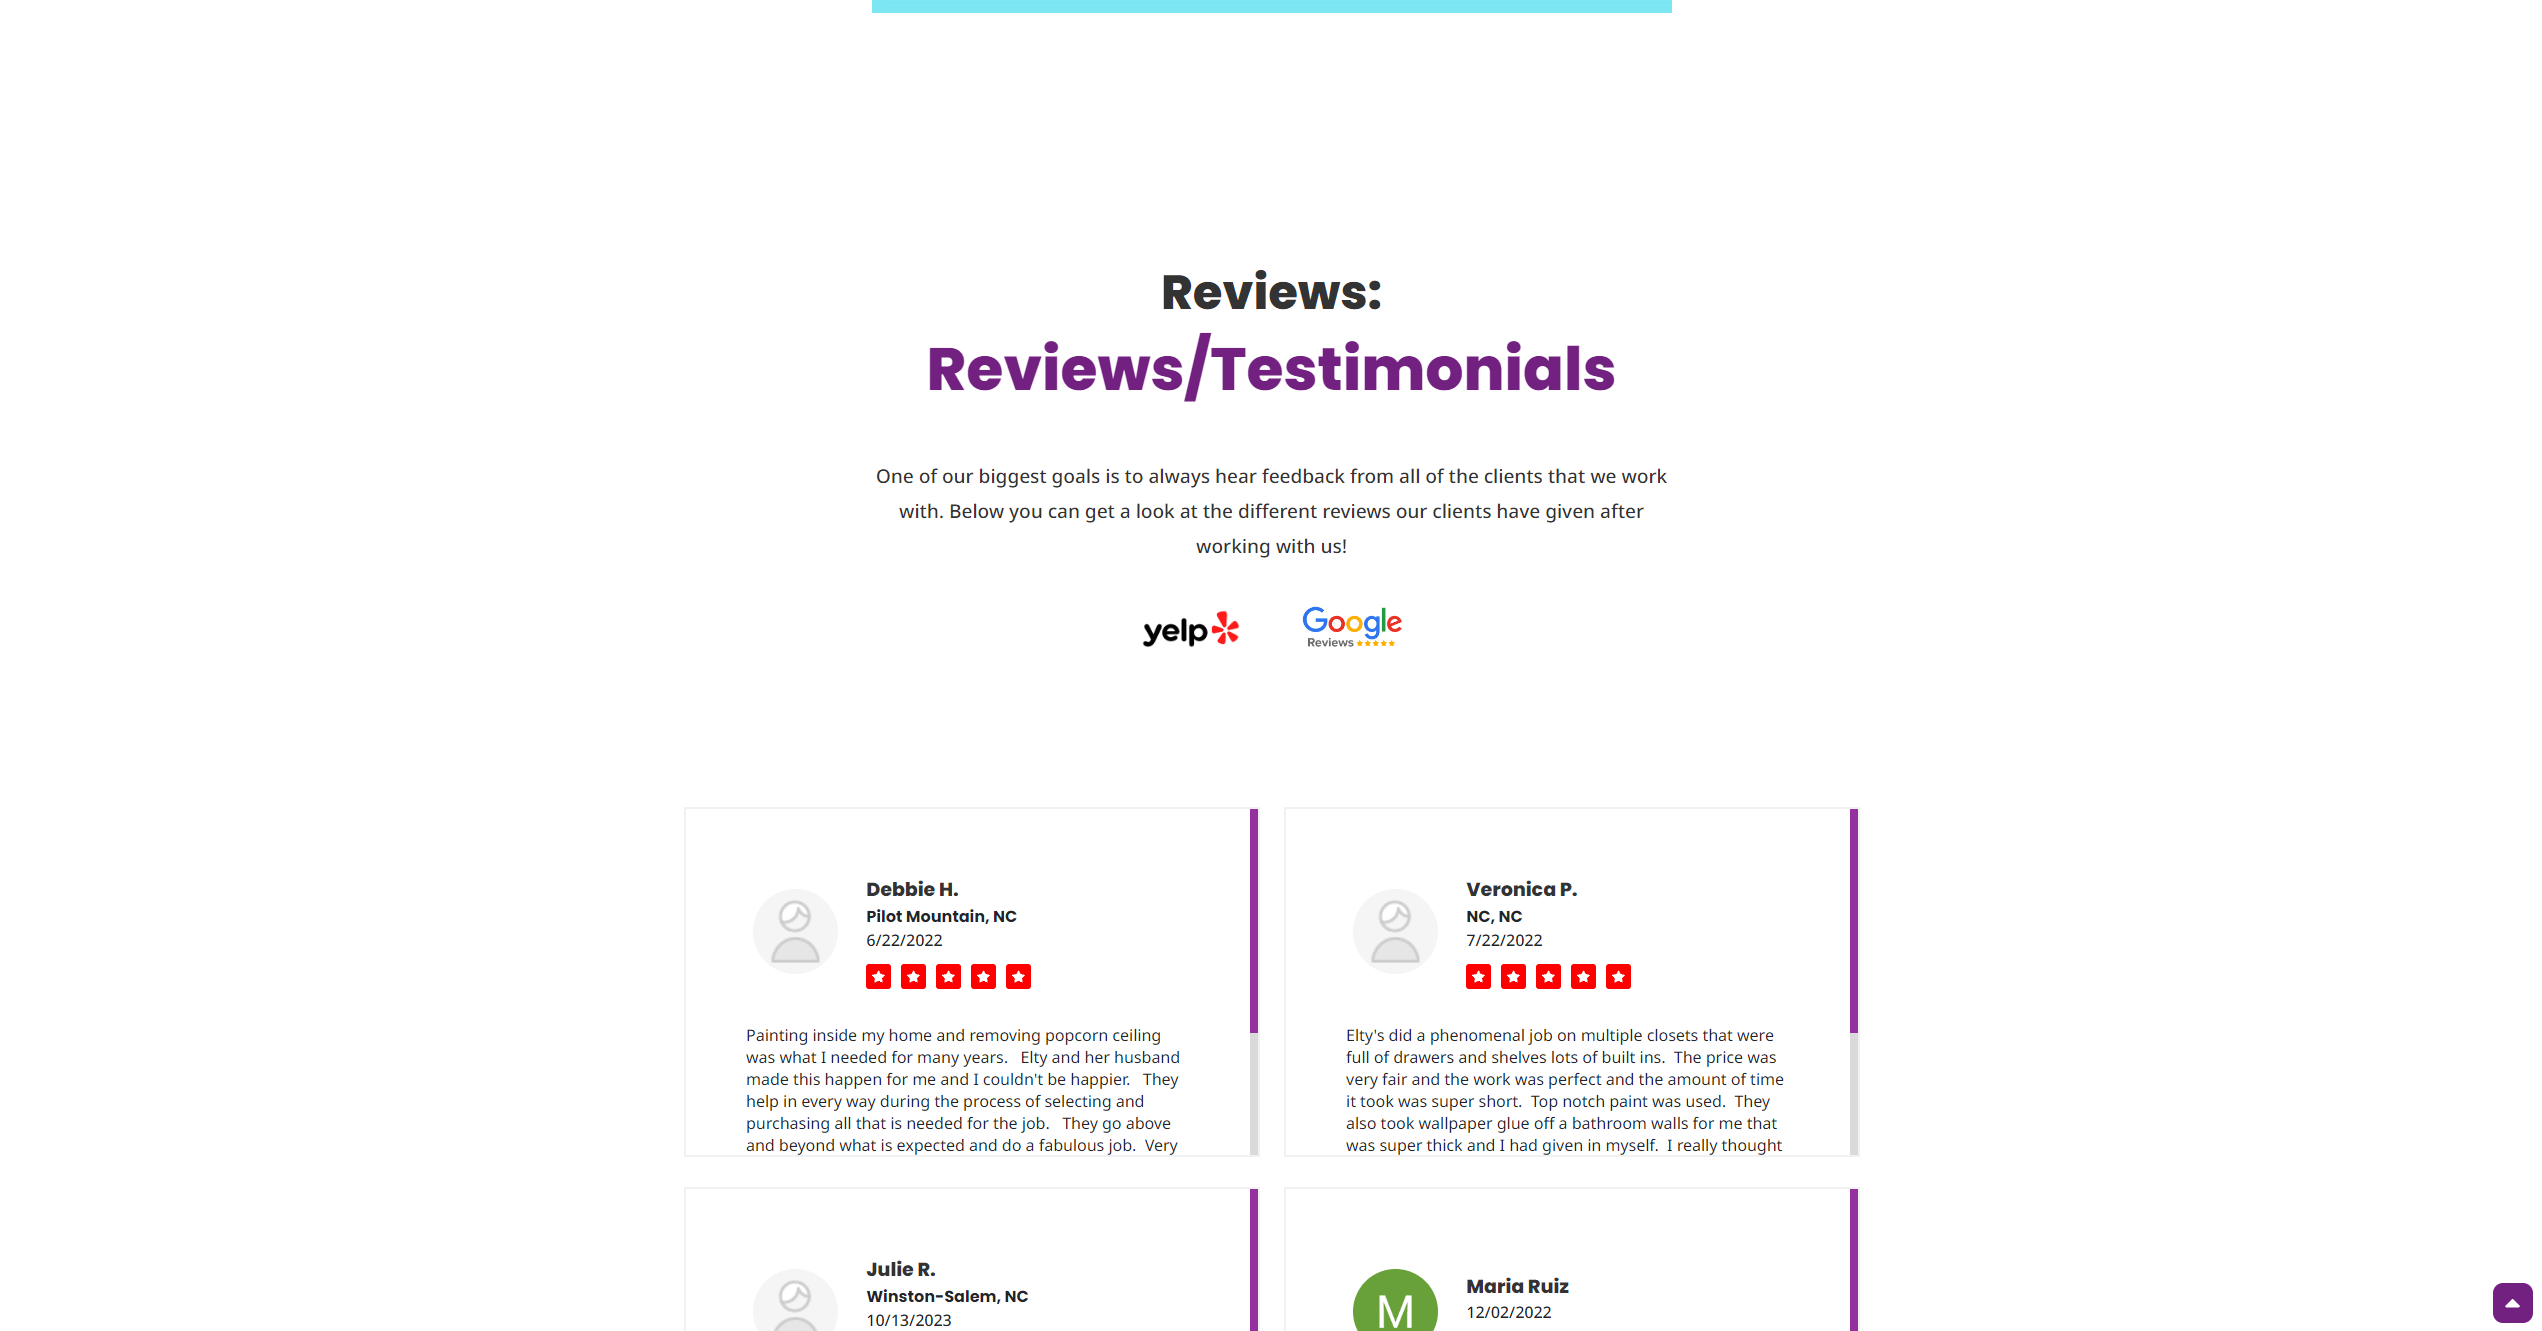 Reviews:
Reviews/Testimonials
One of our biggest goals is to always hear feedback from all of the clients that we work
with. Below you can get a look at the different reviews our clients have given after
working with us!
yelp
Google
Reviews
Debbie H.
Pilot Mountain, NC
6/22/2022
Painting inside my home and removing popcorn ceiling
was what I needed for many years.   Elty and her husband
made this happen for me and I couldn't be happier.   They
help in every way during the process of selecting and
purchasing all that is needed for the job.   They go above
and beyond what is expected and do a fabulous job.  Very
Veronica P.
NC, NC
7/22/2022
Elty's did a phenomenal job on multiple closets that were
full of drawers and shelves lots of built ins.  The price was
very fair and the work was perfect and the amount of time
it took was super short.  Top notch paint was used.  They
also took wallpaper glue off a bathroom walls for me that
was super thick and I had given in myself.  I really thought
Julie R.
Winston-Salem, NC
10/13/2023
M
Maria Ruiz
12/02/2022